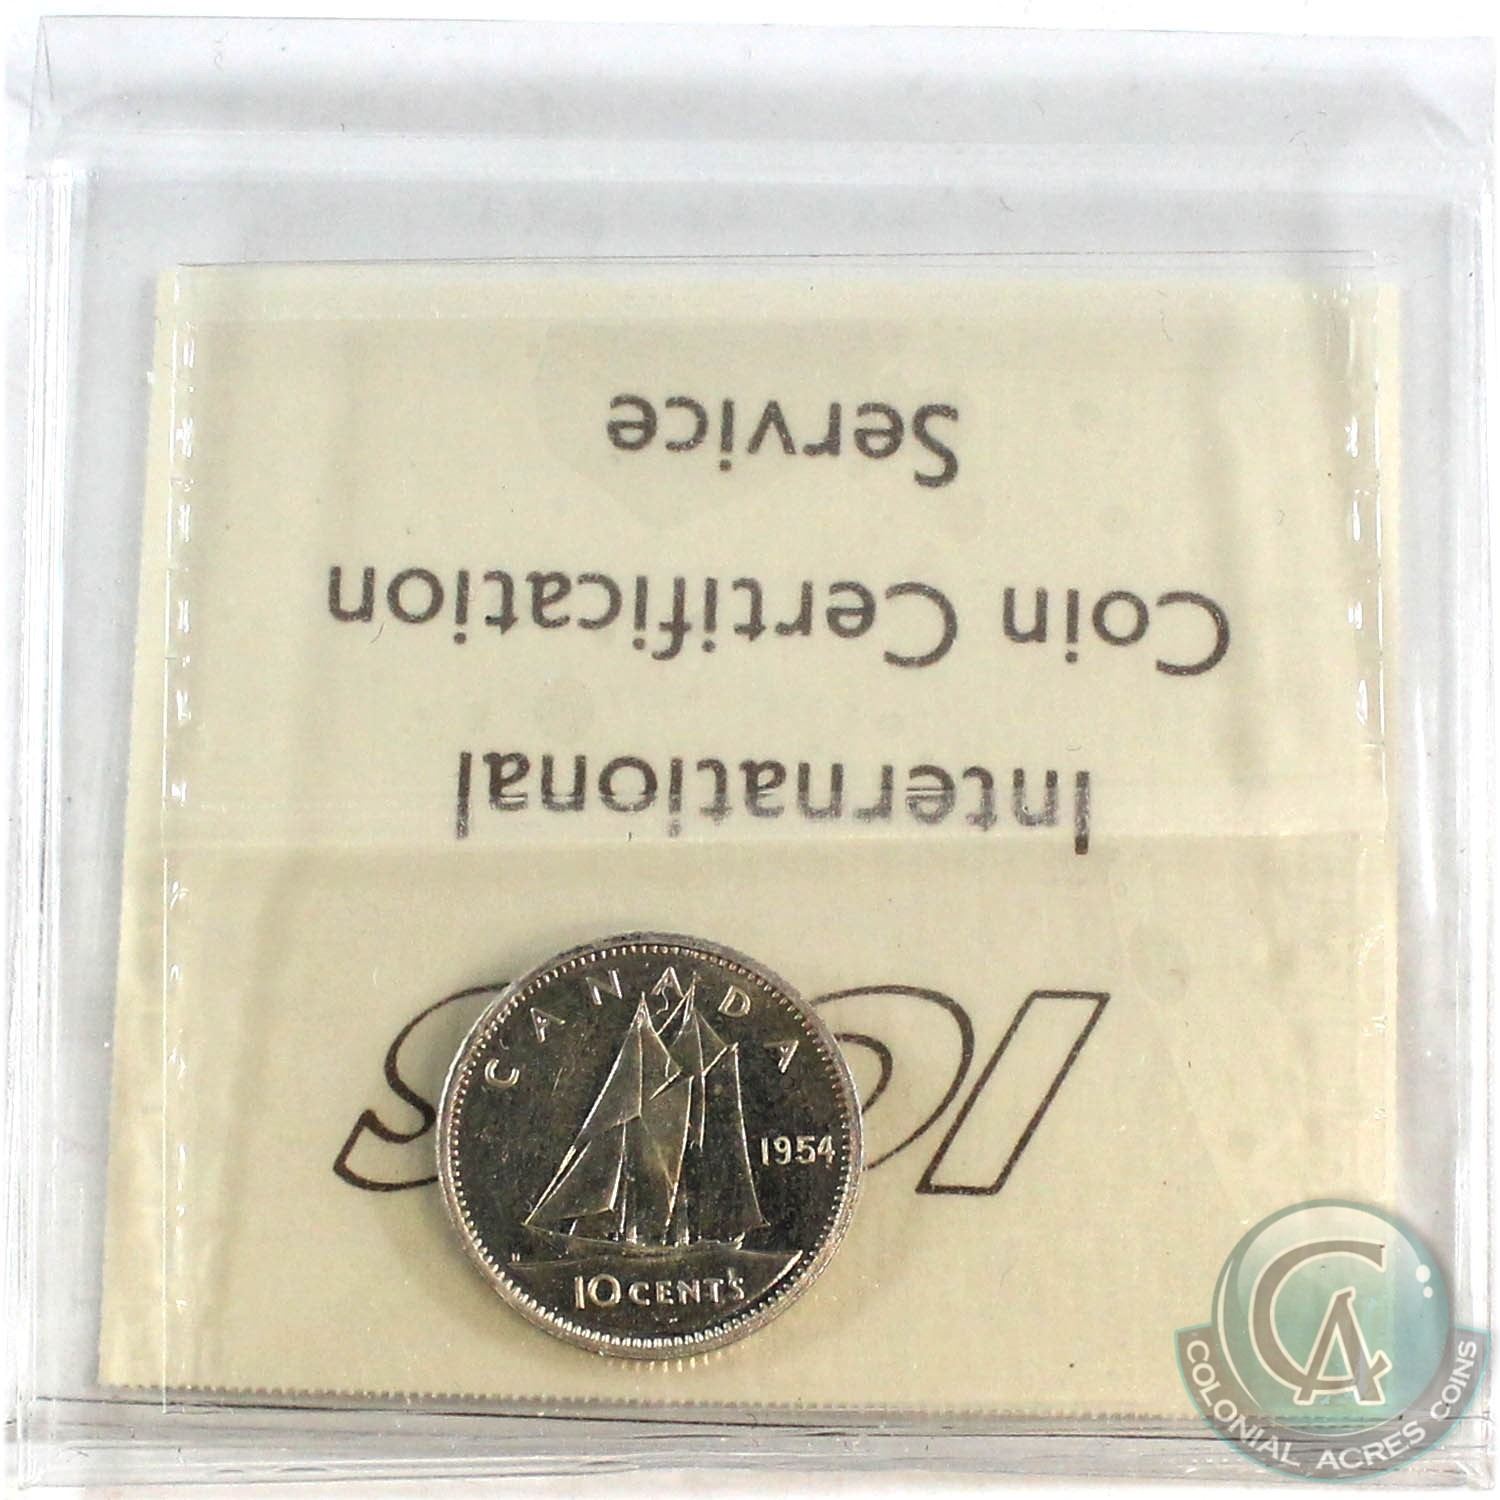 Service
Coin Certification
International
ICCS
CANADA
1954
H
10 CENTS
CA
COLONIAL ACRES COINS